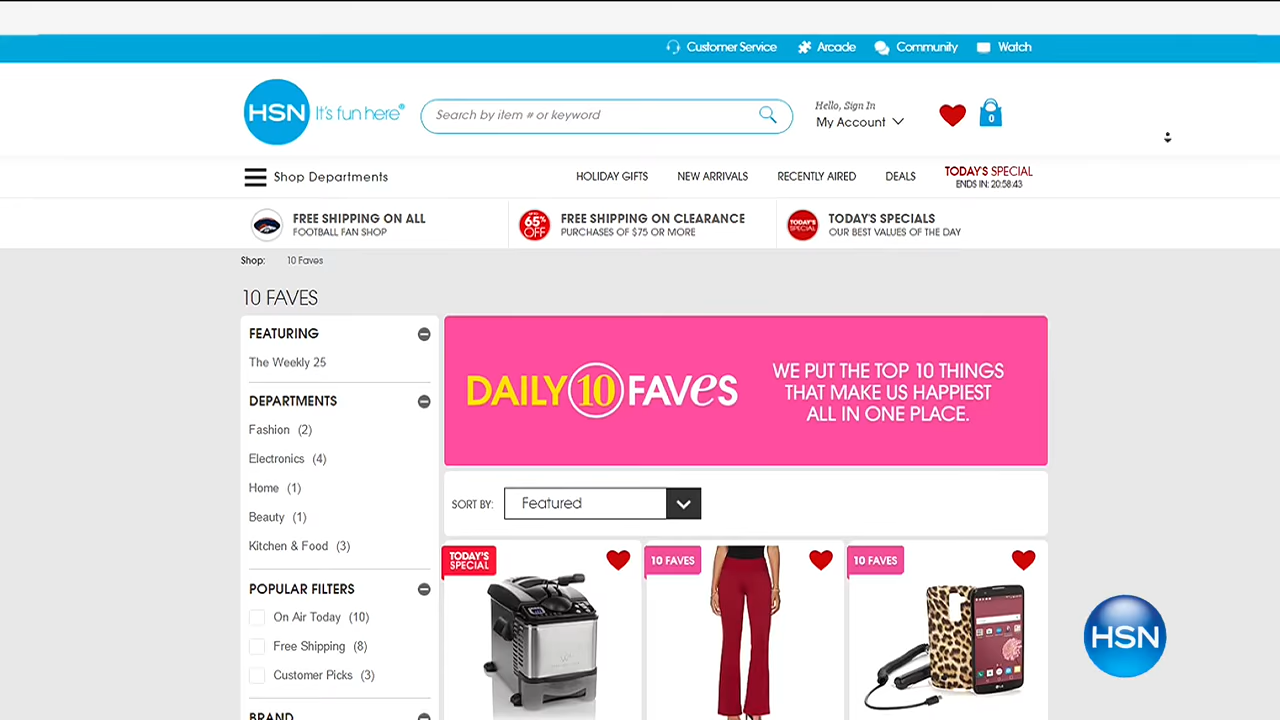 Customer Service
Arcade
Community
Watch
HSN It's fun here®
Search by item # or keyword
Hello, Sign In
My Account
0
Shop Departments
HOLIDAY GIFTS
NEW ARRIVALS
RECENTLY AIRED
DEALS
TODAY'S SPECIAL
ENDS IN: 20:58:43
FREE SHIPPING ON ALL
FOOTBALL FAN SHOP
65%
OFF
FREE SHIPPING ON CLEARANCE
PURCHASES OF $75 OR MORE
TODAY'S
SPECIAL
TODAY'S SPECIALS
OUR BEST VALUES OF THE DAY
Shop: 10 Faves
10 FAVES
FEATURING
The Weekly 25
DEPARTMENTS
Fashion (2)
Electronics (4)
Home (1)
Beauty (1)
Kitchen & Food (3)
POPULAR FILTERS
On Air Today (10)
Free Shipping (8)
Customer Picks (3)
BRAND
DAILY 10 FAVeS
WE PUT THE TOP 10 THINGS
THAT MAKE US HAPPIEST
ALL IN ONE PLACE.
SORT BY: Featured
TODAY'S
SPECIAL
10 FAVES
10 FAVES
LG
HSN